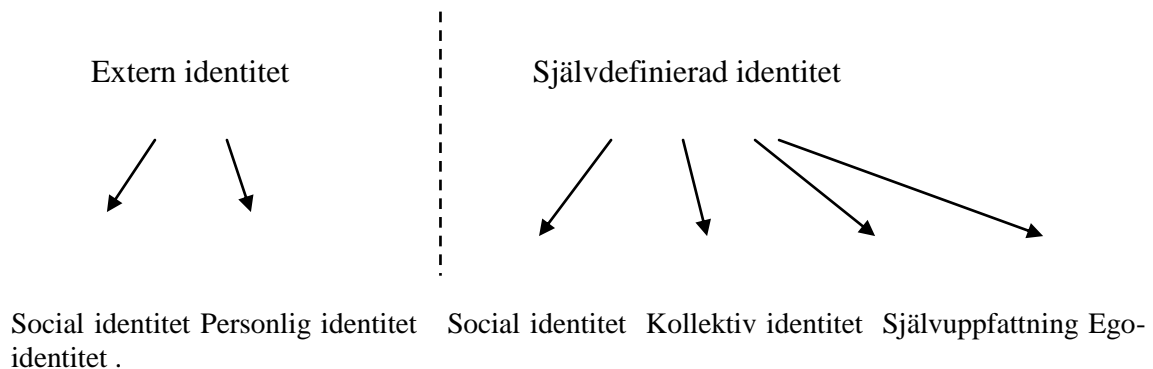 Extern identitet Självdefinierad identitet
Social identitet Personlig identitet Social identitet Kollektiv identitet Självuppfattning Ego-
identitet .